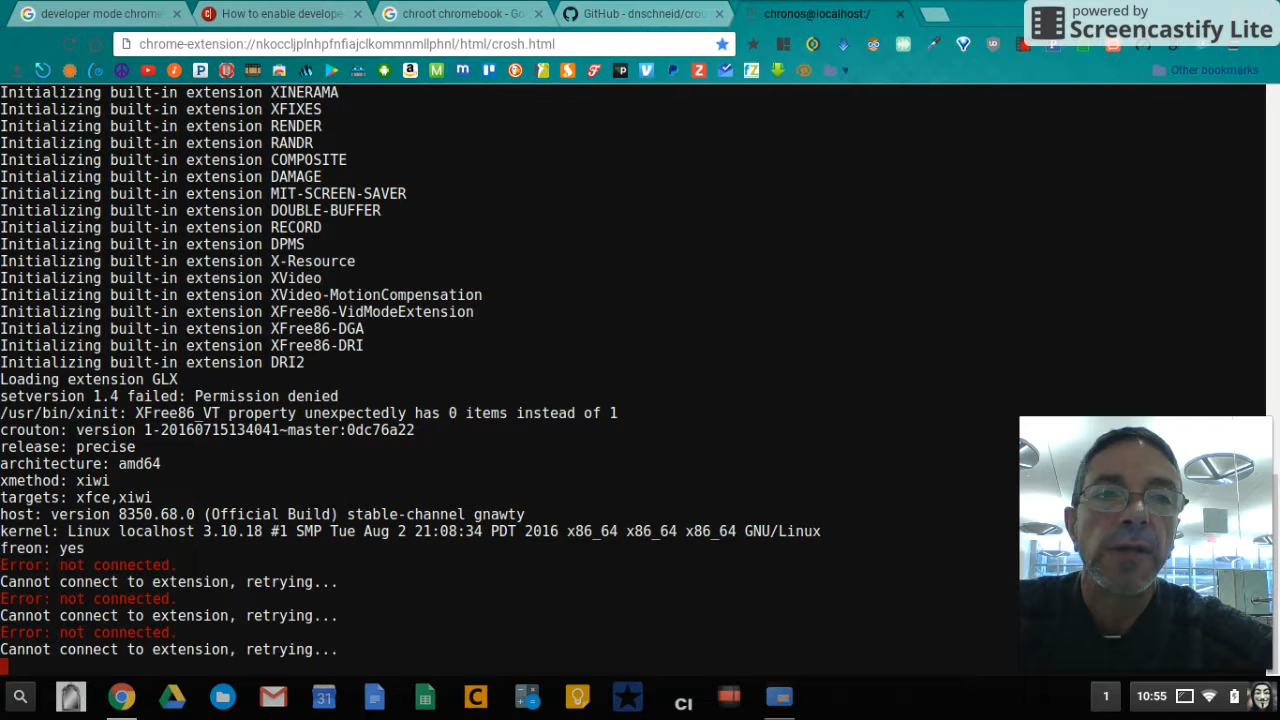 developer mode chrome
How to enable develope
chroot chromebook - Go
GitHub - dnschneid/crou
chronos@localhost:/
powered by
Screencastify Lite
chrome-extension://nkoccljplnhpfnfiajclkommnmllphnl/html/crosh.html
Other bookmarks
Initializing built-in extension XINERAMA
Initializing built-in extension XFIXES
Initializing built-in extension RENDER
Initializing built-in extension RANDR
Initializing built-in extension COMPOSITE
Initializing built-in extension DAMAGE
Initializing built-in extension MIT-SCREEN-SAVER
Initializing built-in extension DOUBLE-BUFFER
Initializing built-in extension RECORD
Initializing built-in extension DPMS
Initializing built-in extension X-Resource
Initializing built-in extension XVideo
Initializing built-in extension XVideo-MotionCompensation
Initializing built-in extension XFree86-VidModeExtension
Initializing built-in extension XFree86-DGA
Initializing built-in extension XFree86-DRI
Initializing built-in extension DRI2
Loading extension GLX
setversion 1.4 failed: Permission denied
/usr/bin/xinit: XFree86_VT property unexpectedly has 0 items instead of 1
crouton: version 1-20160715134041~master:0dc76a22
release: precise
architecture: amd64
xmethod: xiwi
targets: xfce,xiwi
host: version 8350.68.0 (Official Build) stable-channel gnawty
kernel: Linux localhost 3.10.18 #1 SMP Tue Aug 2 21:08:34 PDT 2016 x86_64 x86_64 x86_64 GNU/Linux
freon: yes
Error: not connected.
Cannot connect to extension, retrying...
Error: not connected.
Cannot connect to extension, retrying...
Error: not connected.
Cannot connect to extension, retrying...
31
C
CI
1
10:55